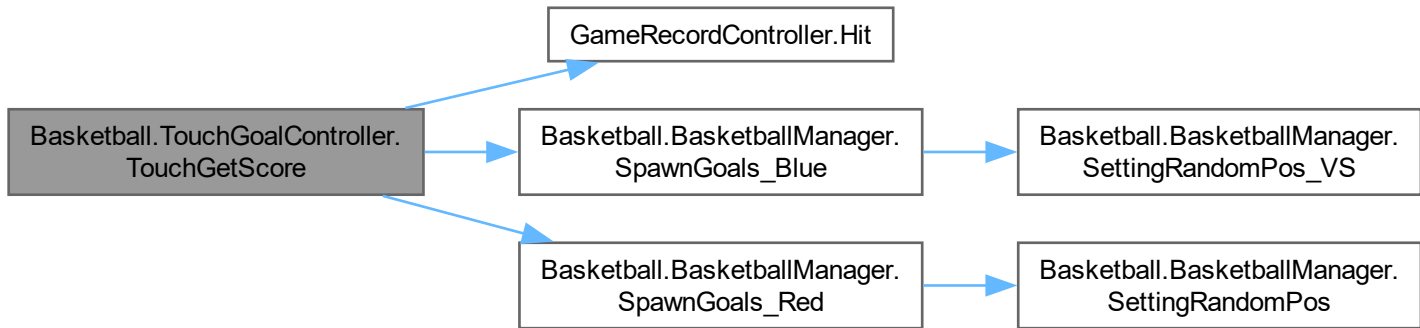 GameRecordController.Hit
Basketball.TouchGoalController.
TouchGetScore
Basketball.BasketballManager.
SpawnGoals_Blue
Basketball.BasketballManager.
SettingRandomPos_VS
Basketball.BasketballManager.
SpawnGoals_Red
Basketball.BasketballManager.
SettingRandomPos